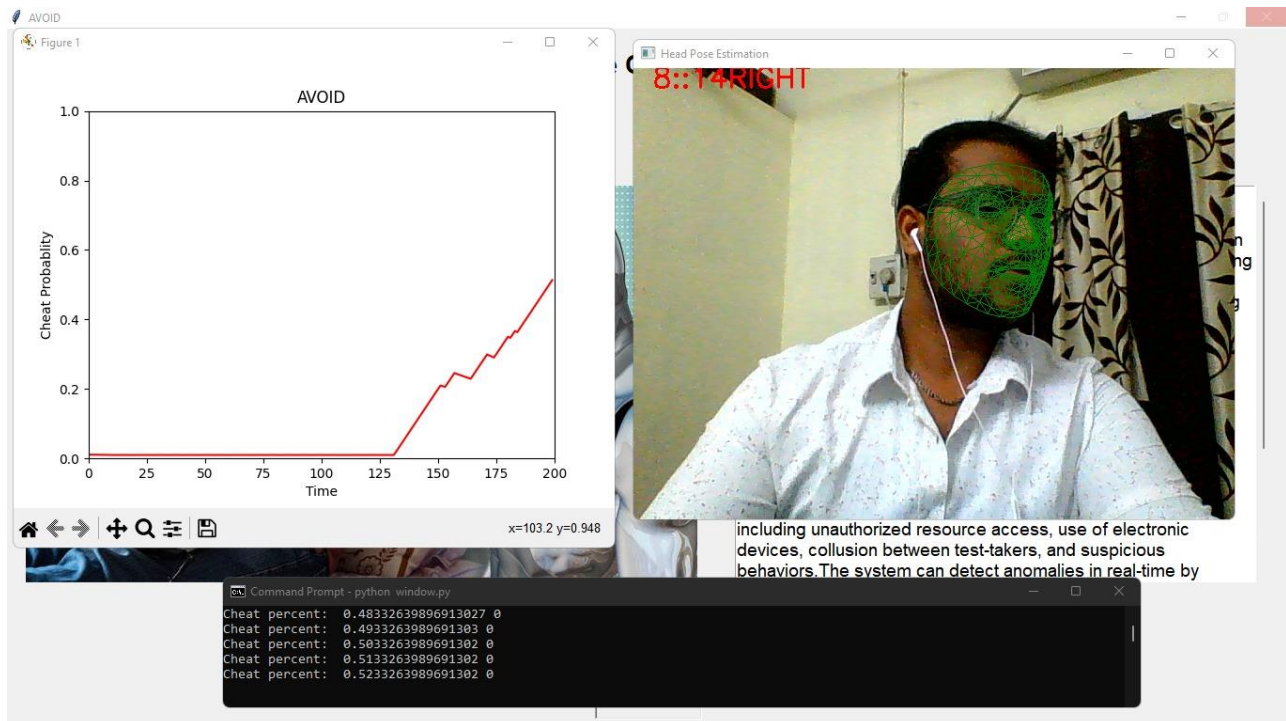 AVOID
Figure 1
AVOID
1.0
0.8
0.6
0.4
0.2
0.0
Cheat Probablity
0 25 50 75 100 125 150 175 200
Time
x=103.2 y=0.948
Head Pose Estimation
8::14RIGHT
including unauthorized resource access, use of electronic
devices, collusion between test-takers, and suspicious
behaviors.The system can detect anomalies in real-time by
Command Prompt - python window.py
Cheat percent: 0.48332639896913027 0
Cheat percent: 0.4933263989691303 0
Cheat percent: 0.5033263989691302 0
Cheat percent: 0.5133263989691302 0
Cheat percent: 0.5233263989691302 0